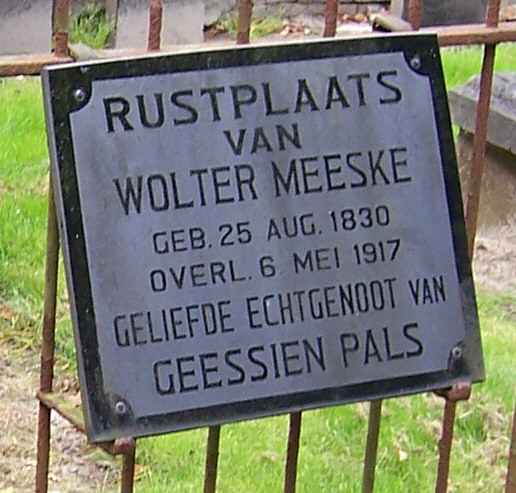 RUSTPLAATS
VAN
WOLTER MEESKE
GEB. 25 AUG. 1830
OVERL. 6 MEI 1917
GELIEFDE ECHTGENOOT VAN
GEESSIEN PALS